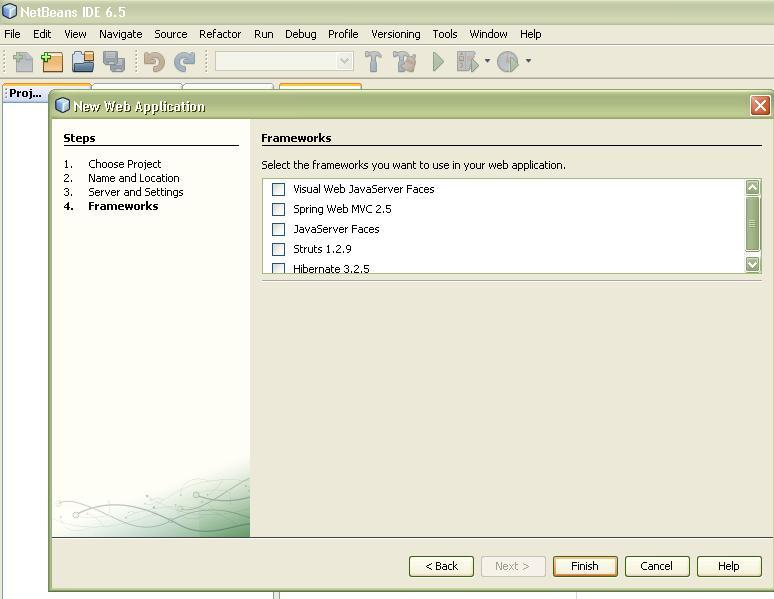 NetBeans IDE 6.5
File Edit View Navigate Source Refactor Run Debug Profile Versioning Tools Window Help
Proj...
New Web Application
Steps
1. Choose Project
2. Name and Location
3. Server and Settings
4. Frameworks
Frameworks
Select the frameworks you want to use in your web application.
Visual Web JavaServer Faces
Spring Web MVC 2.5
JavaServer Faces
Struts 1.2.9
Hibernate 3.2.5
< Back Next > Finish Cancel Help